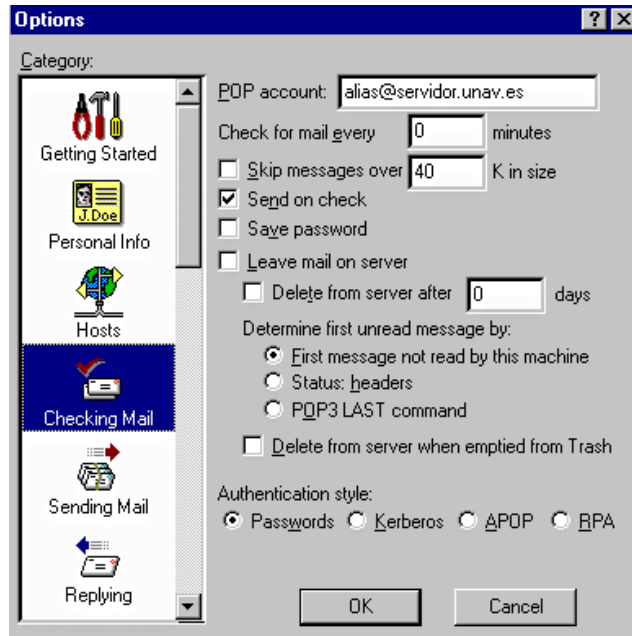 Options
Category:
Getting Started
J.Doe
Personal Info
Hosts
Checking Mail
Sending Mail
Replying
POP account: alias@servidor.unav.es
Check for mail every 0 minutes
Skip messages over 40 K in size
Send on check
Save password
Leave mail on server
Delete from server after 0 days
Determine first unread message by:
First message not read by this machine
Status: headers
POP3 LAST command
Delete from server when emptied from Trash
Authentication style:
Passwords Kerberos APOP RPA
OK Cancel